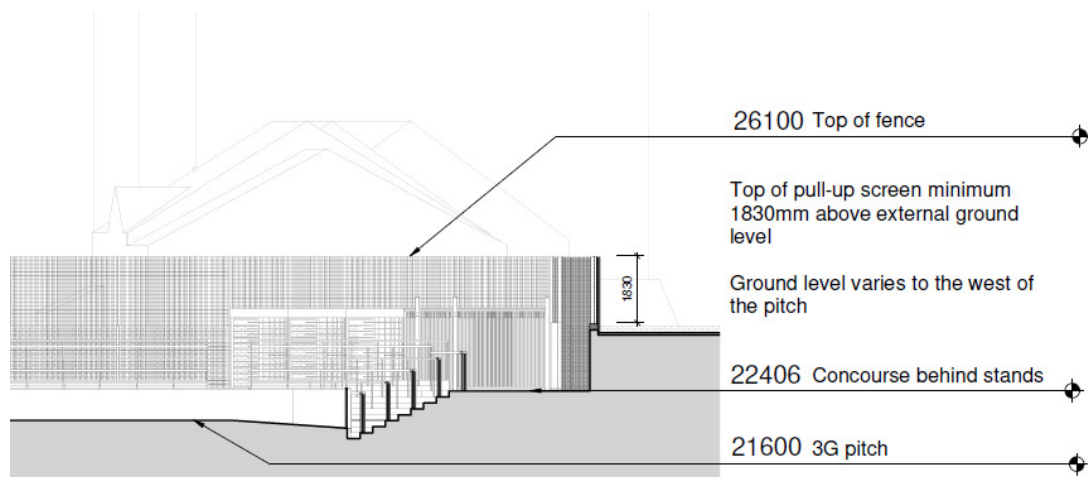 26100 Top of fence
Top of pull-up screen minimum
1830mm above external ground
level
1830
Ground level varies to the west of
the pitch
22406 Concourse behind stands
21600 3G pitch